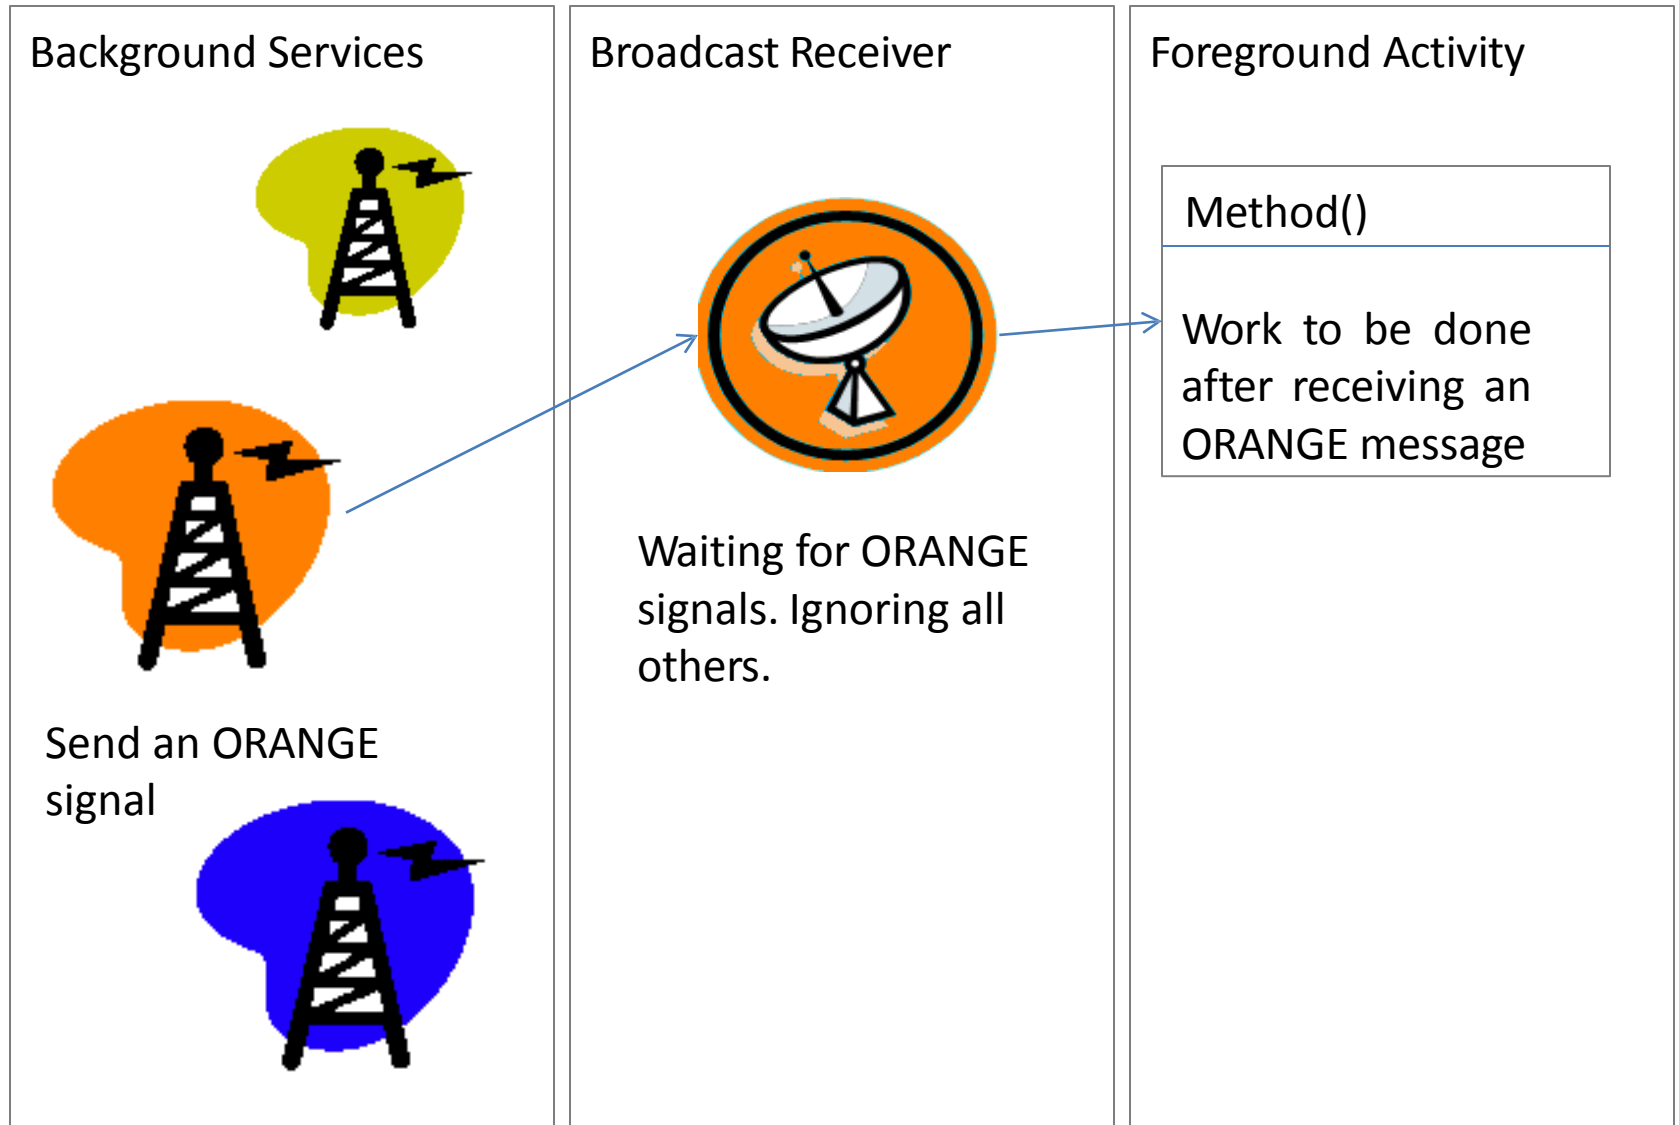 Background Services
Send an ORANGE
signal
Broadcast Receiver
Waiting for ORANGE
signals. Ignoring all
others.
Foreground Activity
Method()
Work to be done
after receiving an
ORANGE message